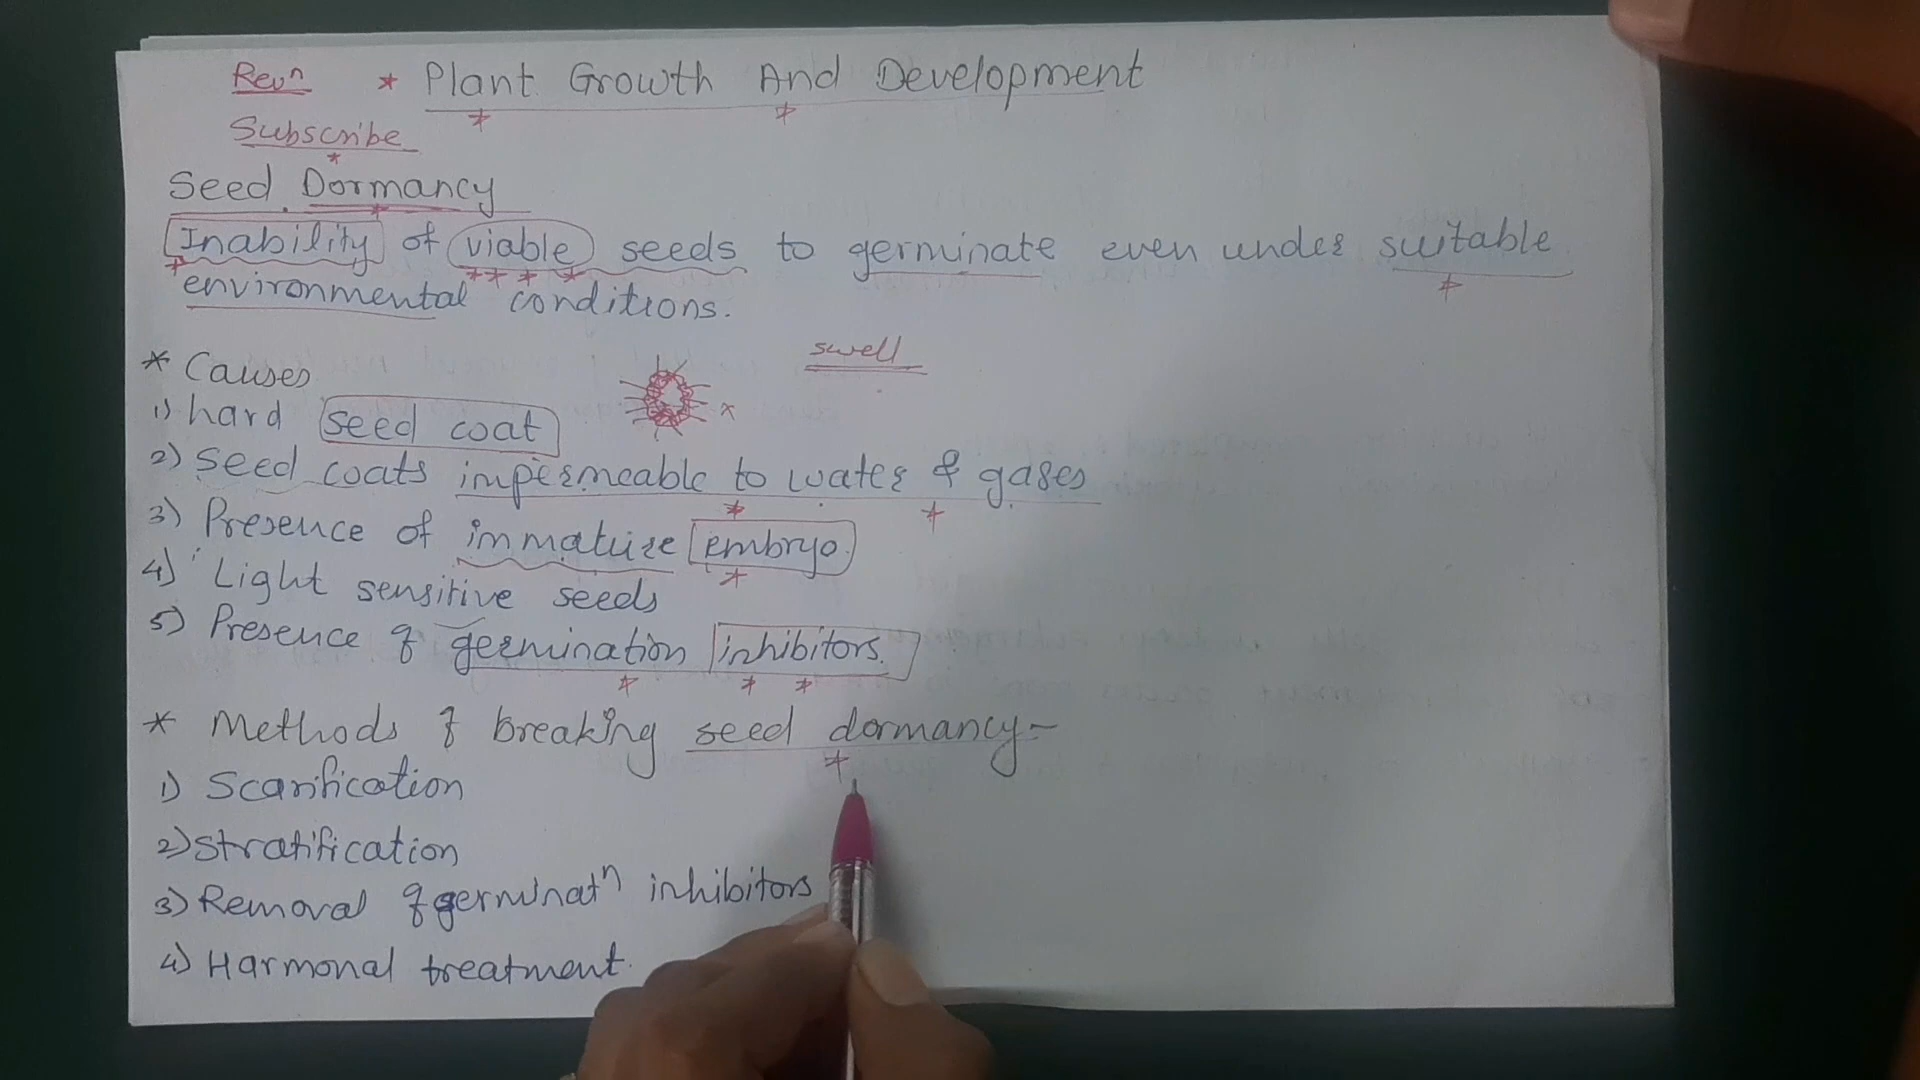 Revⁿ * Plant Growth And Development
Subscribe
Seed Dormancy
Inability of viable seeds to germinate even under suitable
environmental conditions.
swell
* Causes
1) hard seed coat
2) Seed coats impermeable to water & gases
3) Presence of immature embryo.
4) Light sensitive seeds
5) Presence of germination inhibitors.
* Methods of breaking seed dormancy-
1) Scarification
2) Stratification
3) Removal of germinatⁿ inhibitors
4) Harmonal treatment.